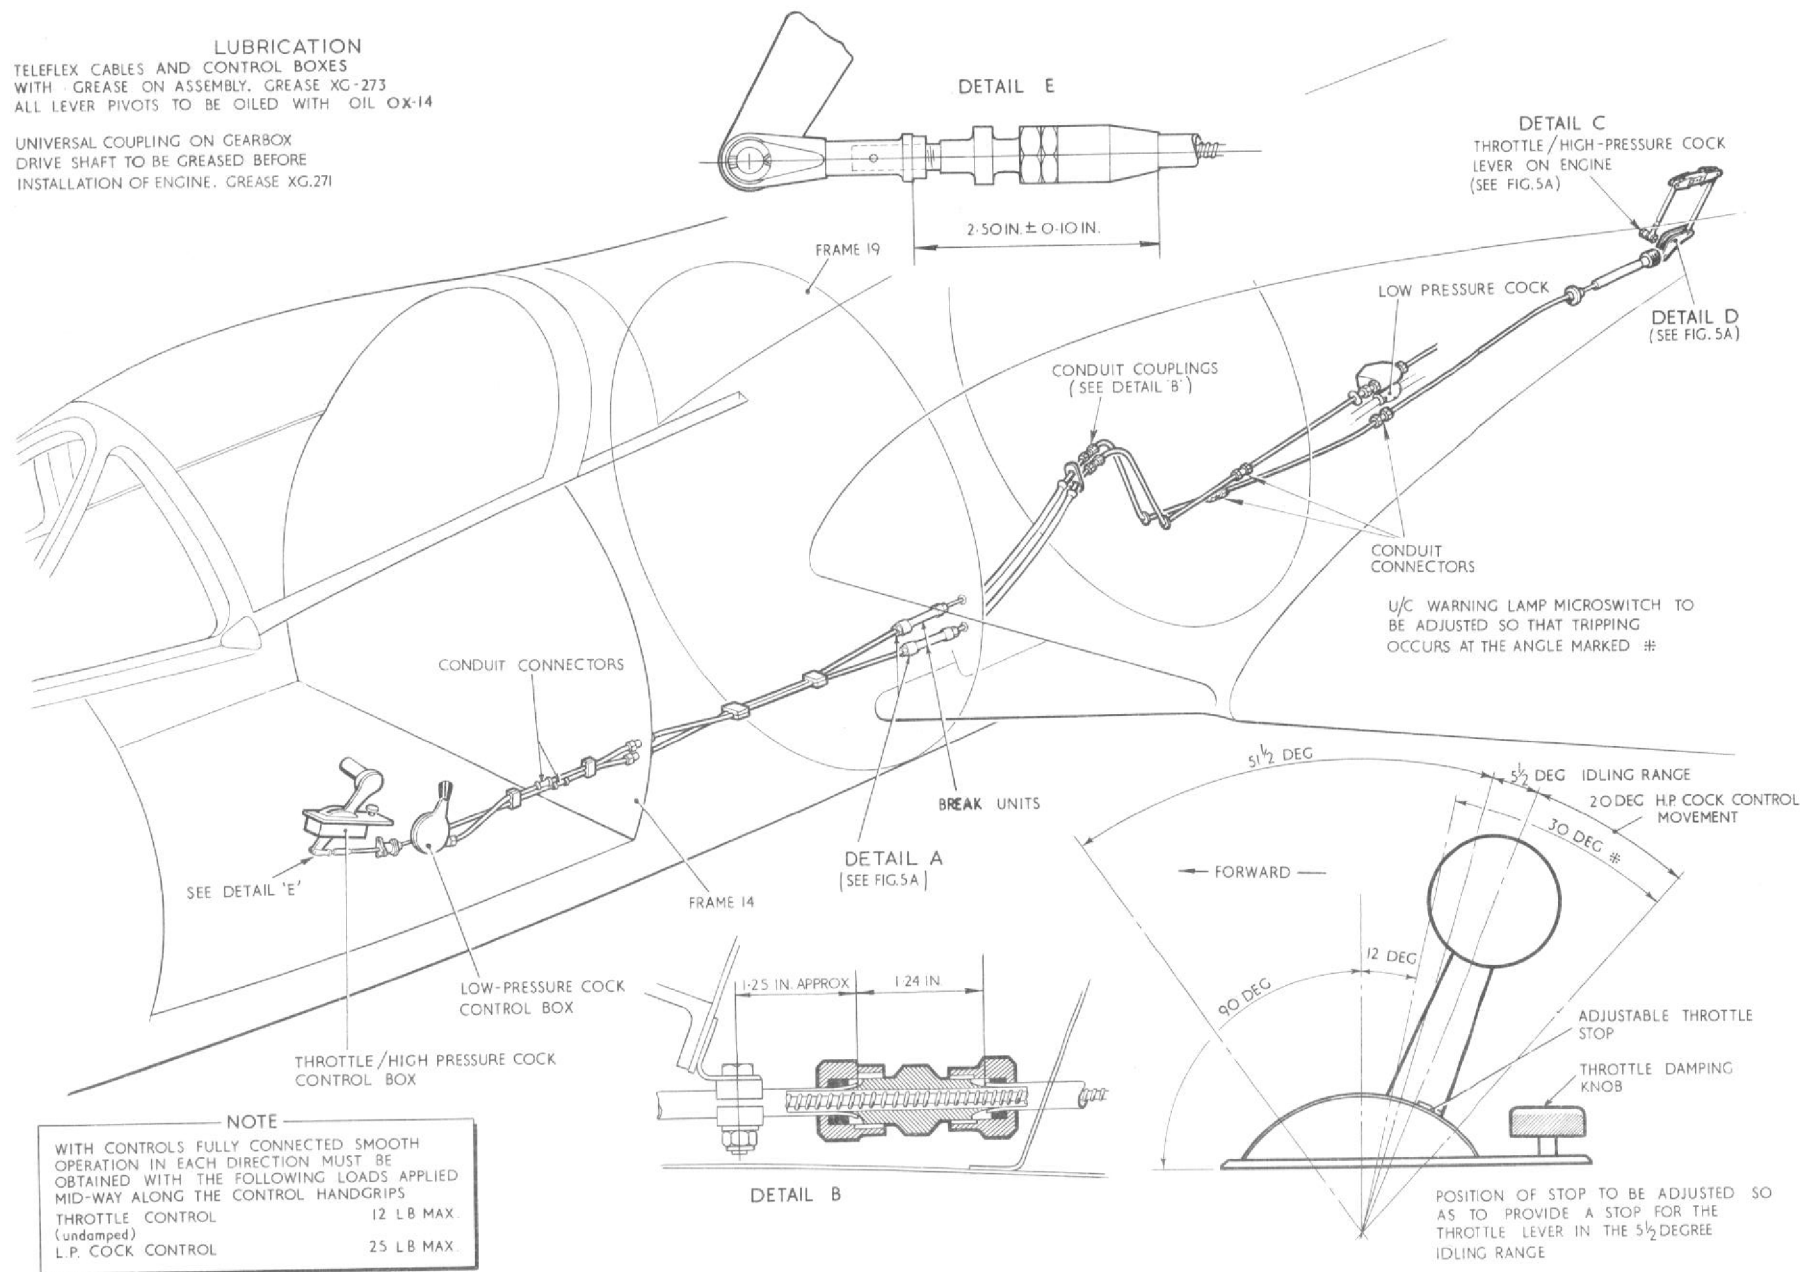 LUBRICATION
TELEFLEX CABLES AND CONTROL BOXES
WITH GREASE ON ASSEMBLY. GREASE XG-273
ALL LEVER PIVOTS TO BE OILED WITH OIL OX-14
UNIVERSAL COUPLING ON GEARBOX
DRIVE SHAFT TO BE GREASED BEFORE
INSTALLATION OF ENGINE. GREASE XG.271
DETAIL E
2·50IN. ± 0·10IN.
FRAME 19
DETAIL C
THROTTLE/HIGH-PRESSURE COCK
LEVER ON ENGINE
(SEE FIG.5A)
LOW PRESSURE COCK
DETAIL D
(SEE FIG.5A)
CONDUIT COUPLINGS
(SEE DETAIL 'B')
CONDUIT
CONNECTORS
U/C WARNING LAMP MICROSWITCH TO
BE ADJUSTED SO THAT TRIPPING
OCCURS AT THE ANGLE MARKED ⁜
CONDUIT CONNECTORS
BREAK UNITS
DETAIL A
(SEE FIG.5A)
SEE DETAIL 'E'
FRAME 14
LOW-PRESSURE COCK
CONTROL BOX
THROTTLE/HIGH PRESSURE COCK
CONTROL BOX
51½ DEG
5½ DEG IDLING RANGE
20 DEG H.P. COCK CONTROL
MOVEMENT
30 DEG ⁜
FORWARD
12 DEG
90 DEG
ADJUSTABLE THROTTLE
STOP
THROTTLE DAMPING
KNOB
POSITION OF STOP TO BE ADJUSTED SO
AS TO PROVIDE A STOP FOR THE
THROTTLE LEVER IN THE 5½ DEGREE
IDLING RANGE
1·25 IN. APPROX
1·24 IN
DETAIL B
NOTE
WITH CONTROLS FULLY CONNECTED SMOOTH
OPERATION IN EACH DIRECTION MUST BE
OBTAINED WITH THE FOLLOWING LOADS APPLIED
MID-WAY ALONG THE CONTROL HANDGRIPS
THROTTLE CONTROL 12 LB MAX.
(undamped)
L.P. COCK CONTROL 25 LB MAX.